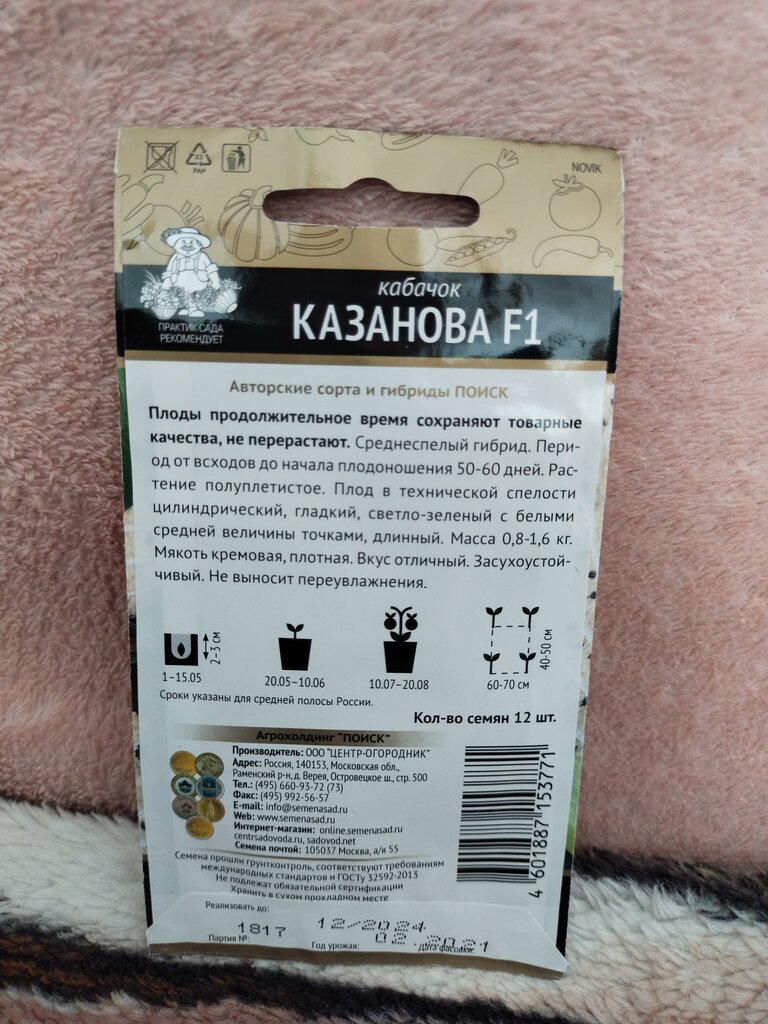 22
PAP
NOVIK
ПРАКТИК САДА
РЕКОМЕНДУЕТ
кабачок
КАЗАНОВА F1
Авторские сорта и гибриды ПОИСК
Плоды продолжительное время сохраняют товарные
качества, не перерастают. Среднеспелый гибрид. Пери-
од от всходов до начала плодоношения 50-60 дней. Рас-
тение полуплетистое. Плод в технической спелости
цилиндрический, гладкий, светло-зеленый с белыми
средней величины точками, длинный. Масса 0,8-1,6 кг.
Мякоть кремовая, плотная. Вкус отличный. Засухоустой-
чивый. Не выносит переувлажнения.
2–3 см
40-50 см
1–15.05
20.05–10.06
10.07–20.08
60-70 см
Сроки указаны для средней полосы России.
Кол-во семян 12 шт.
Агрохолдинг "ПОИСК"
Производитель: ООО "ЦЕНТР-ОГОРОДНИК"
Адрес: Россия, 140153, Московская обл.,
Раменский р-н, д. Верея, Островецкое ш., стр. 500
Тел.: (495) 660-93-72 (73)
Факс: (495) 992-56-57
E-mail: info@semenasad.ru
Web: www.semenasad.ru
Интернет-магазин: online.semenasad.ru
centrsadovoda.ru, sadovod.net
Семена почтой: 105037 Москва, а/я 55
4 601887 153771
Семена прошли грунтконтроль, соответствуют требованиям
международных стандартов и ГОСТу 32592-2013
Не подлежат обязательной сертификации
Хранить в сухом прохладном месте
Реализовать до:
12/2024
1817
02.2021
Партия №:
Год урожая:
Дата фасовки: